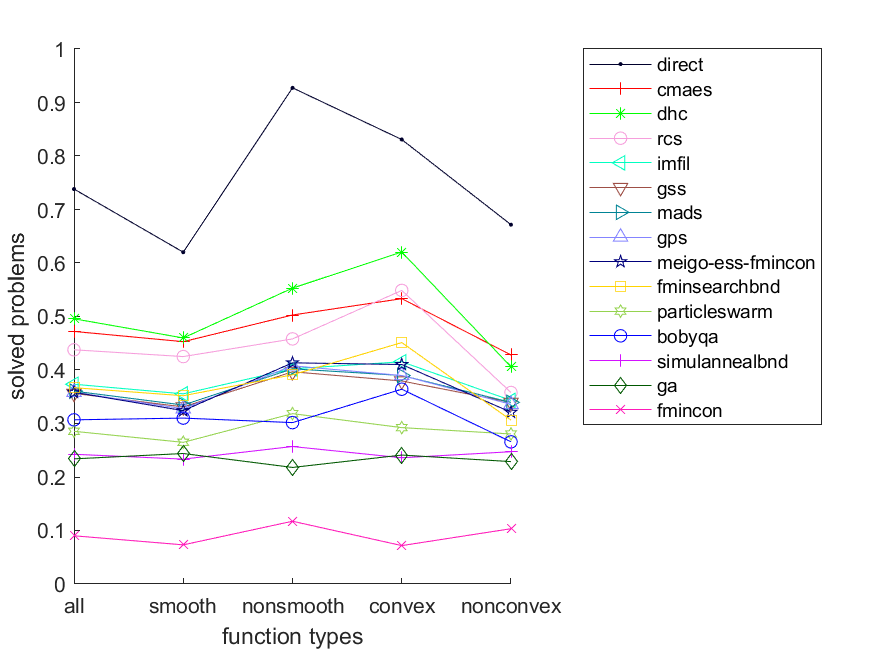 1
0.9
0.8
0.7
0.6
0.5
0.4
0.3
0.2
0.1
0
solved problems
all smooth nonsmooth convex nonconvex
function types
direct
cmaes
dhc
rcs
imfil
gss
mads
gps
meigo-ess-fmincon
fminsearchbnd
particleswarm
bobyqa
simulannealbnd
ga
fmincon